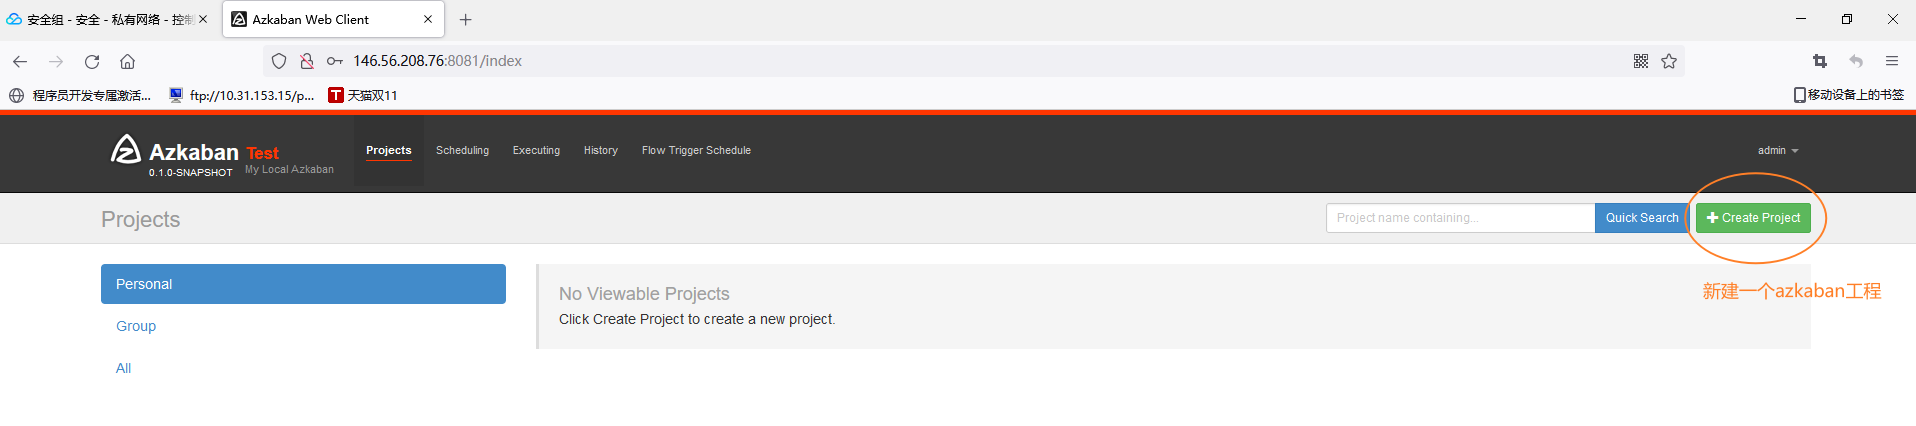 安全组 - 安全 - 私有网络 - 控制
Azkaban Web Client
146.56.208.76:8081/index
程序员开发专属激活...
ftp://10.31.153.15/p...
T 天猫双11
移动设备上的书签
Azkaban Test
0.1.0-SNAPSHOT My Local Azkaban
Projects
Scheduling
Executing
History
Flow Trigger Schedule
admin
Projects
Project name containing...
Quick Search
Create Project
Personal
Group
All
No Viewable Projects
Click Create Project to create a new project.
新建一个azkaban工程